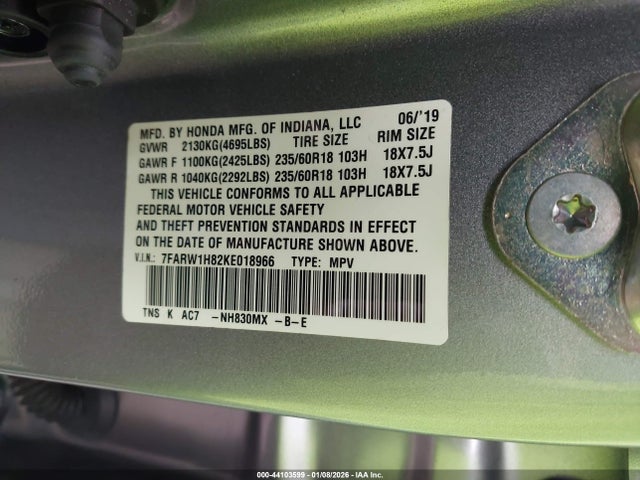 MFD. BY HONDA MFG. OF INDIANA, LLC 06/'19
GVWR 2130KG(4695LBS) TIRE SIZE RIM SIZE
GAWR F 1100KG(2425LBS) 235/60R18 103H 18X7.5J
GAWR R 1040KG(2292LBS) 235/60R18 103H 18X7.5J
THIS VEHICLE CONFORMS TO ALL APPLICABLE
FEDERAL MOTOR VEHICLE SAFETY
AND THEFT PREVENTION STANDARDS IN EFFECT
ON THE DATE OF MANUFACTURE SHOWN ABOVE.
V.I.N.: 7FARW1H82KE018966 TYPE: MPV
TNS K AC7 -NH830MX -B-E
000-44103599 - 01/08/2026 - IAA Inc.